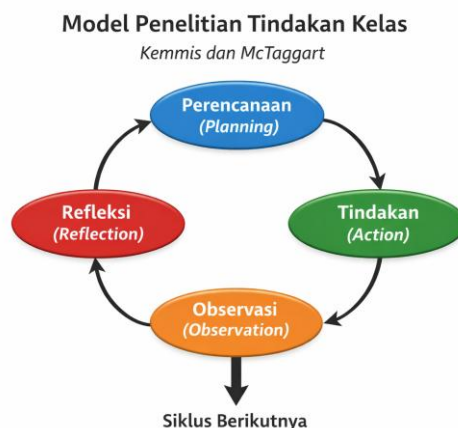 Model Penelitian Tindakan Kelas
Kemmis dan McTaggart
Perencanaan
(Planning)
Tindakan
(Action)
Refleksi
(Reflection)
Observasi
(Observation)
Siklus Berikutnya